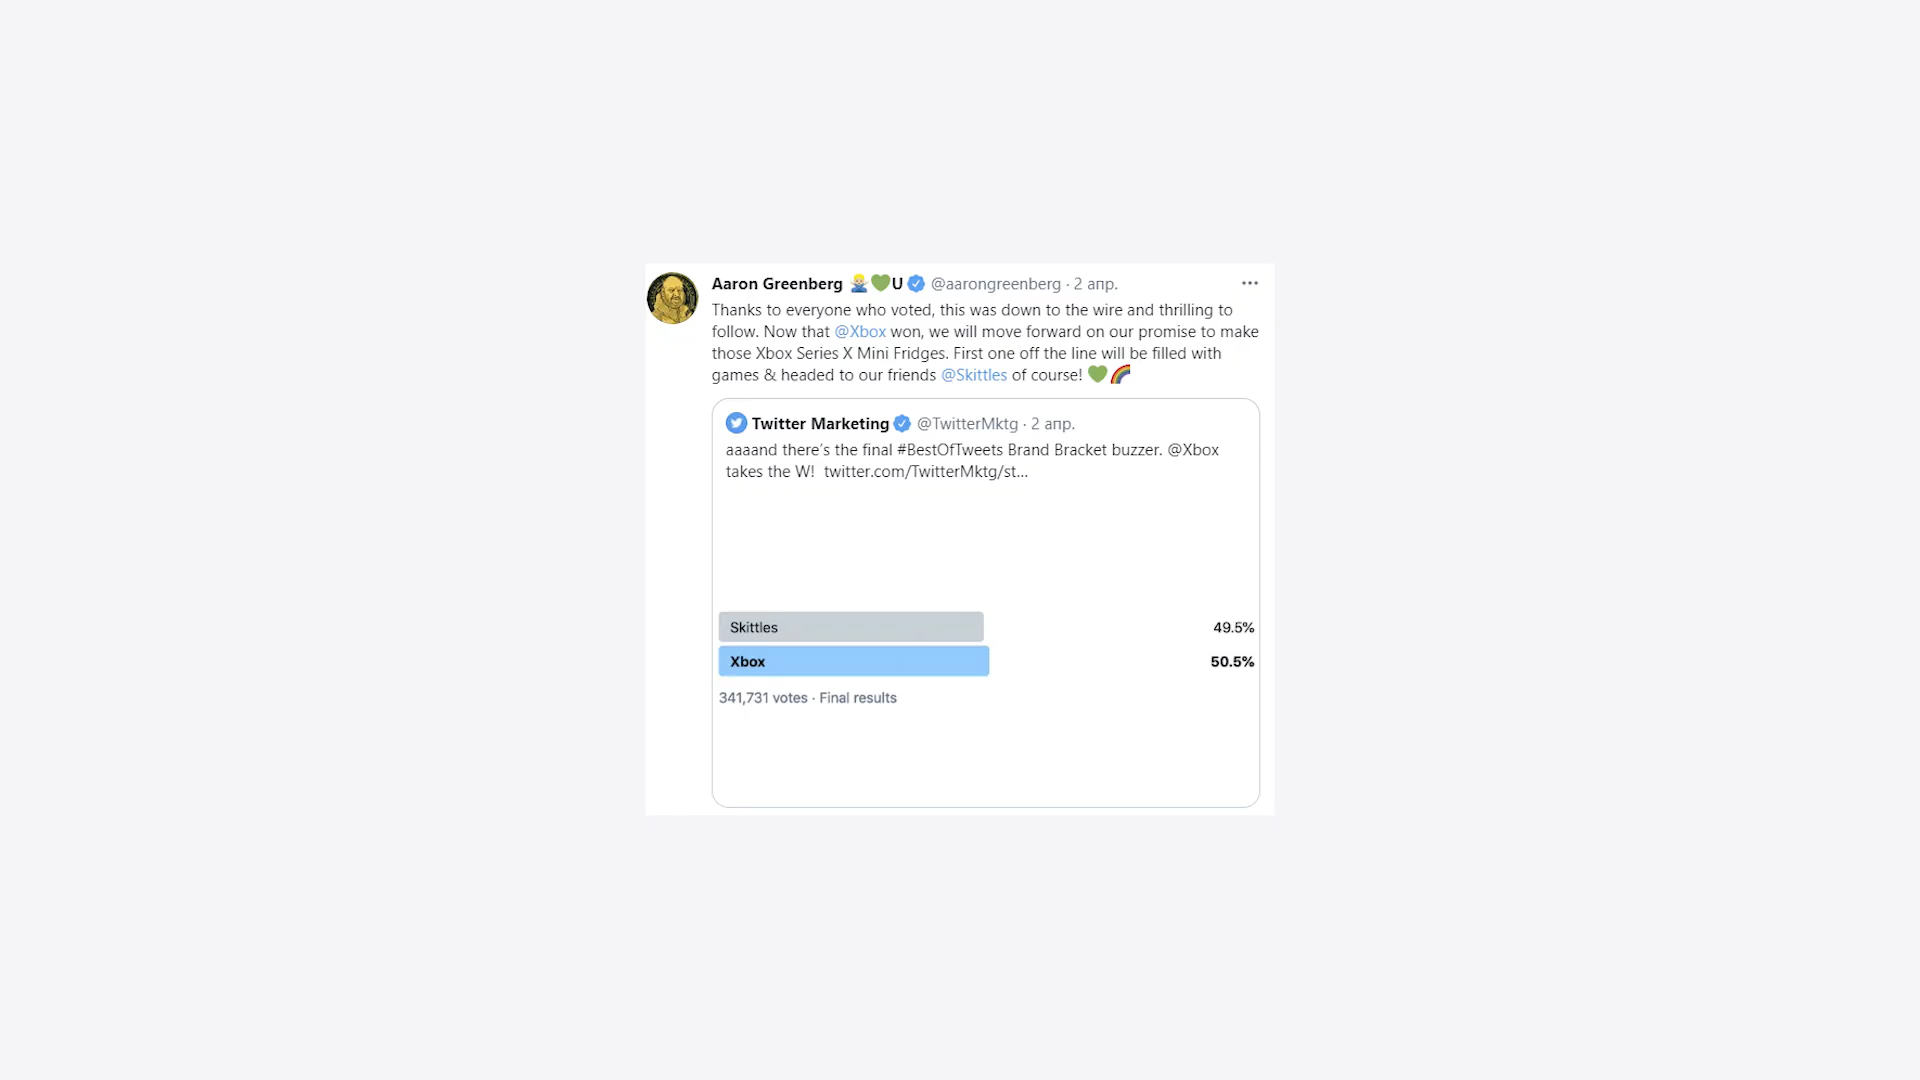 Aaron Greenberg 🙅🏼‍♂️💚U @aarongreenberg · 2 апр.
Thanks to everyone who voted, this was down to the wire and thrilling to
follow. Now that @Xbox won, we will move forward on our promise to make
those Xbox Series X Mini Fridges. First one off the line will be filled with
games & headed to our friends @Skittles of course! 💚🌈
Twitter Marketing @TwitterMktg · 2 апр.
aaaand there’s the final #BestOfTweets Brand Bracket buzzer. @Xbox
takes the W! twitter.com/TwitterMktg/st...
Skittles 49.5%
Xbox 50.5%
341,731 votes · Final results